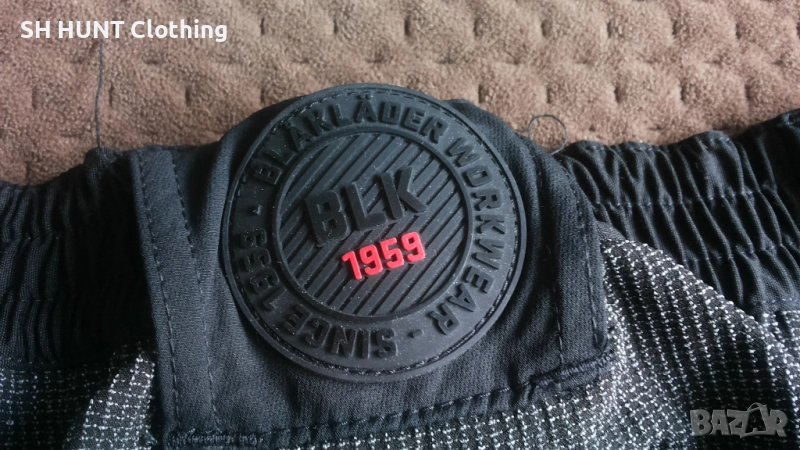 SH HUNT Clothing
BLÅKLÄDER WORKWEAR - SINCE 1959 -
BLK
1959
BAZAR